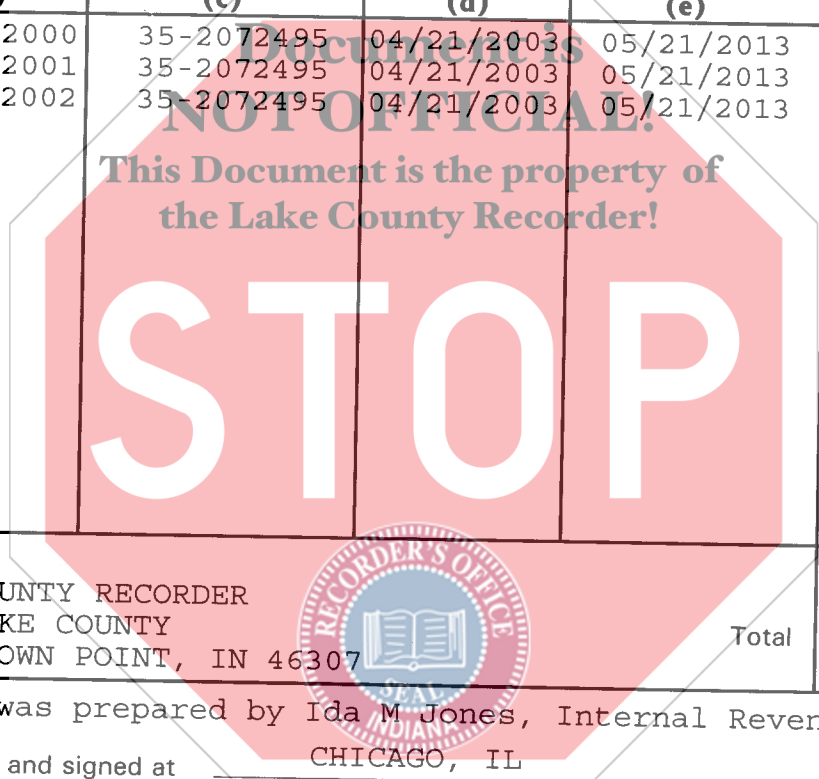 (c) (d) (e)
2000 35-2072495 04/21/2003 05/21/2013
2001 35-2072495 04/21/2003 05/21/2013
2002 35-2072495 04/21/2003 05/21/2013
Document is
NOT OFFICIAL!
This Document is the property of
the Lake County Recorder!
STOP
RECORDER'S OFFICE
SEAL
INDIANA
UNTY RECORDER
KE COUNTY
OWN POINT, IN 46307
Total
was prepared by Ida M Jones, Internal Reven
and signed at CHICAGO, IL